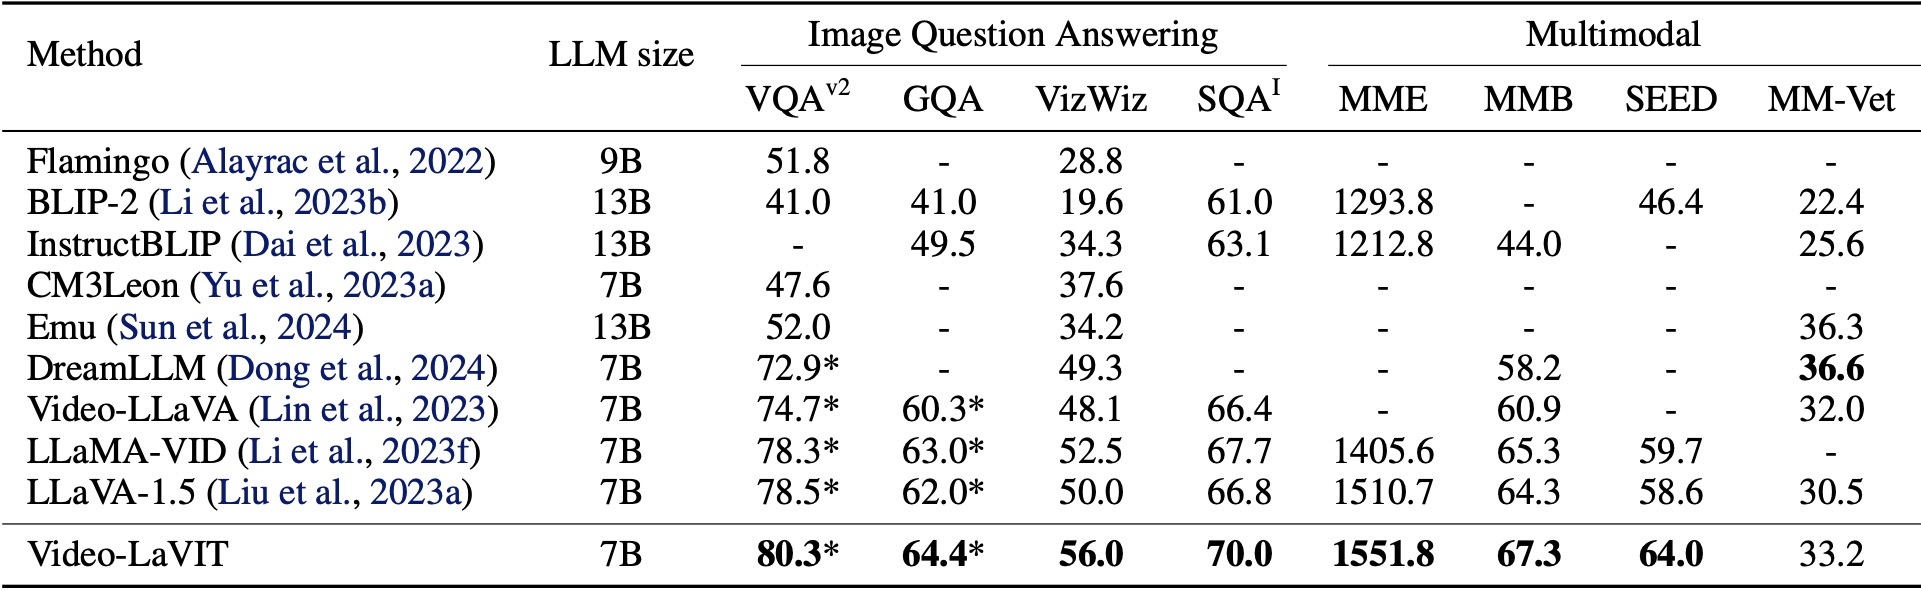 Method LLM size Image Question Answering Multimodal
VQA^v2 GQA VizWiz SQA^I MME MMB SEED MM-Vet
Flamingo (Alayrac et al., 2022) 9B 51.8 - 28.8 - - - - -
BLIP-2 (Li et al., 2023b) 13B 41.0 41.0 19.6 61.0 1293.8 - 46.4 22.4
InstructBLIP (Dai et al., 2023) 13B - 49.5 34.3 63.1 1212.8 44.0 - 25.6
CM3Leon (Yu et al., 2023a) 7B 47.6 - 37.6 - - - - -
Emu (Sun et al., 2024) 13B 52.0 - 34.2 - - - - 36.3
DreamLLM (Dong et al., 2024) 7B 72.9* - 49.3 - - 58.2 - 36.6
Video-LLaVA (Lin et al., 2023) 7B 74.7* 60.3* 48.1 66.4 - 60.9 - 32.0
LLaMA-VID (Li et al., 2023f) 7B 78.3* 63.0* 52.5 67.7 1405.6 65.3 59.7 -
LLaVA-1.5 (Liu et al., 2023a) 7B 78.5* 62.0* 50.0 66.8 1510.7 64.3 58.6 30.5
Video-LaVIT 7B 80.3* 64.4* 56.0 70.0 1551.8 67.3 64.0 33.2